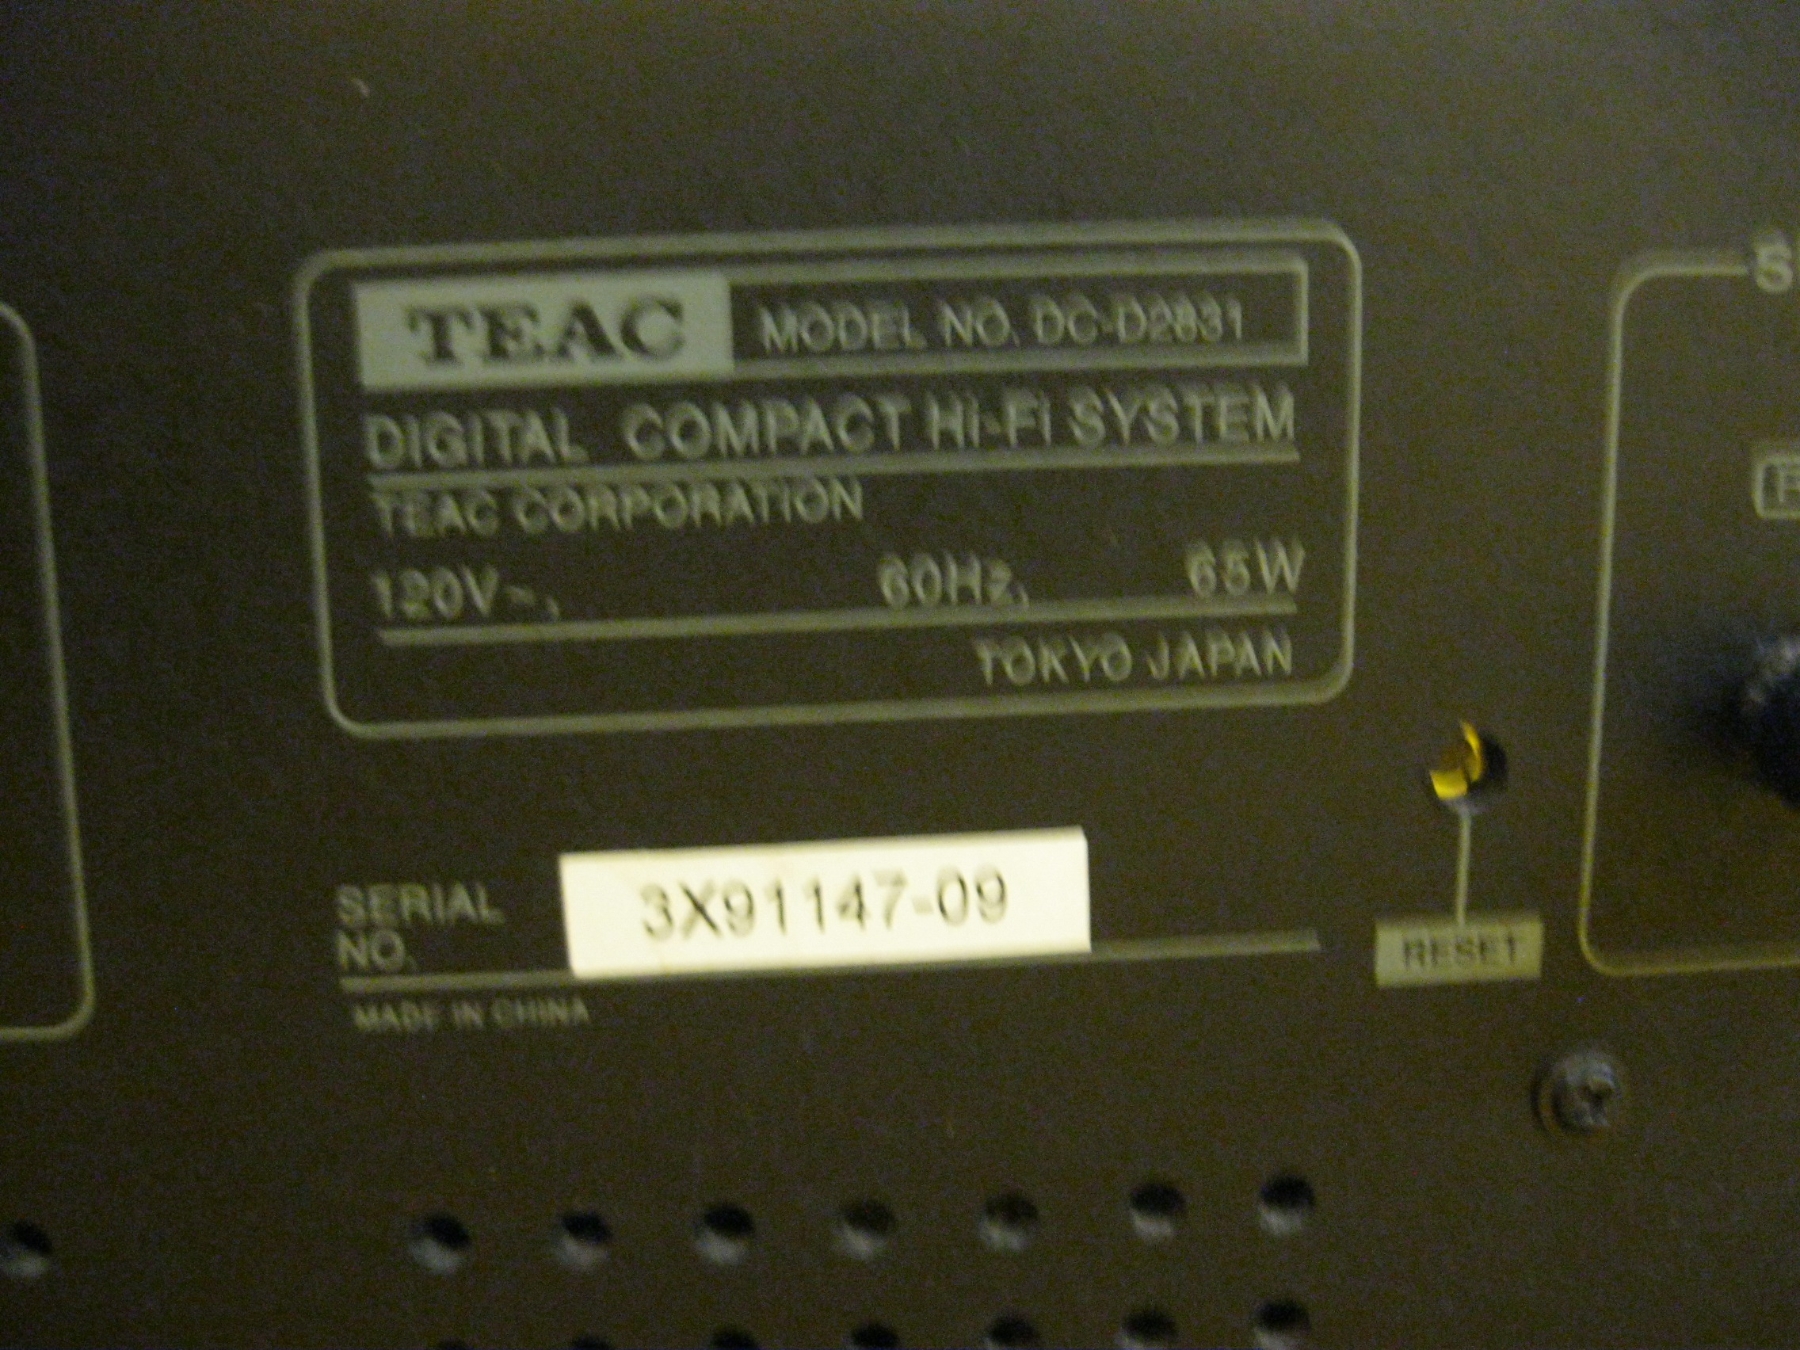 TEAC MODEL NO. DC-D2831
DIGITAL COMPACT Hi-Fi SYSTEM
TEAC CORPORATION
120V~, 60Hz, 65W
TOKYO JAPAN
SERIAL
NO. 3X91147-09
MADE IN CHINA
RESET